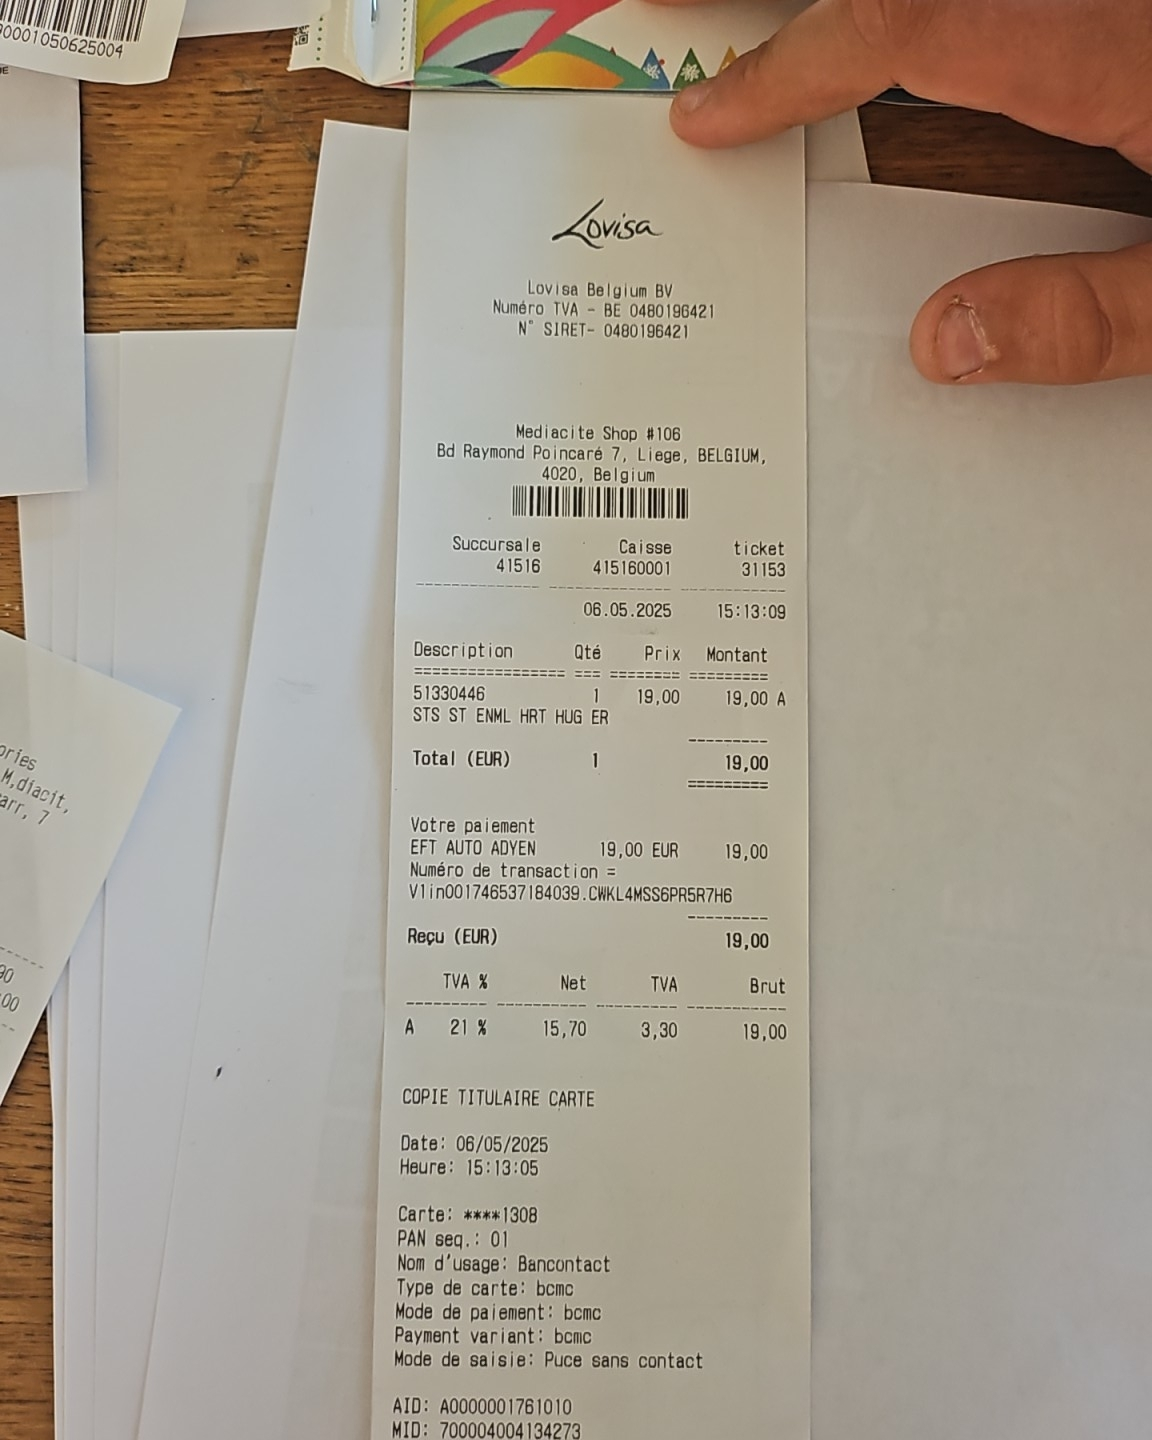 00001050625004
Lovisa
Lovisa Belgium BV
Numéro TVA - BE 0480196421
N° SIRET- 0480196421
Mediacite Shop #106
Bd Raymond Poincaré 7, Liege, BELGIUM,
4020, Belgium
Succursale Caisse ticket
41516 415160001 31153
06.05.2025 15:13:09
Description Qté Prix Montant
51330446 1 19,00 19,00 A
STS ST ENML HRT HUG ER
Total (EUR) 1 19,00
Votre paiement
EFT AUTO ADYEN 19,00 EUR 19,00
Numéro de transaction =
V1in001746537184039.CWKL4MSS6PR5R7H6
Reçu (EUR) 19,00
TVA % Net TVA Brut
A 21 % 15,70 3,30 19,00
COPIE TITULAIRE CARTE
Date: 06/05/2025
Heure: 15:13:05
Carte: ****1308
PAN seq.: 01
Nom d'usage: Bancontact
Type de carte: bcmc
Mode de paiement: bcmc
Payment variant: bcmc
Mode de saisie: Puce sans contact
AID: A0000001761010
MID: 700004004134273
ories
M,diacit,
arr, 7